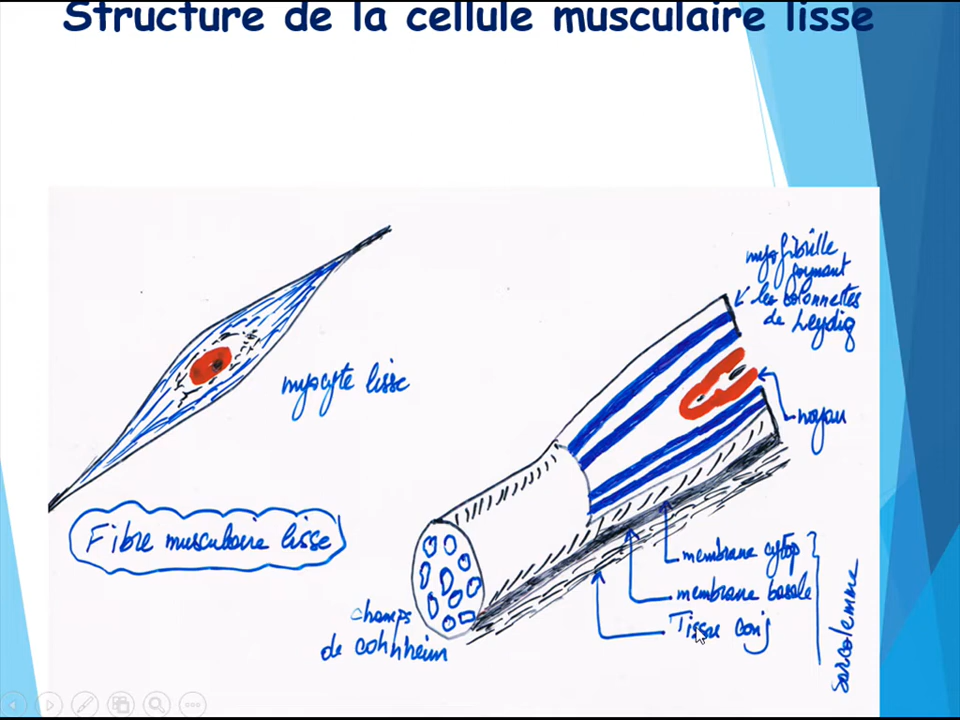 Structure de la cellule musculaire lisse
myofibrille
formant
les colonnettes
de Leydig
myocyte lisse
noyau
Fibre musculaire lisse
membrane cytop
membrane basale
Tissu conj
sarcolemme
champs
de cohnheim